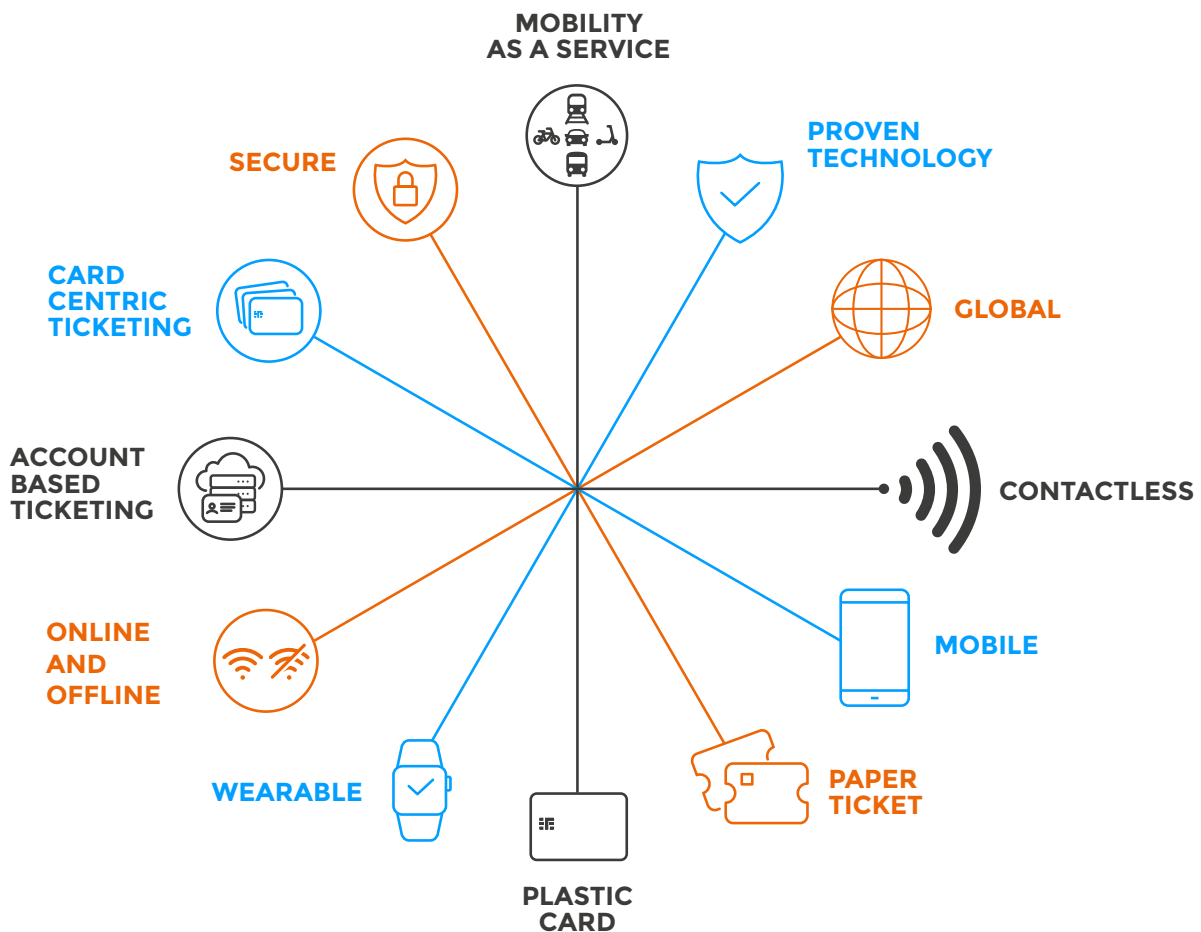 MOBILITY
AS A SERVICE
PROVEN
TECHNOLOGY
SECURE
CARD
CENTRIC
TICKETING
GLOBAL
ACCOUNT
BASED
TICKETING
CONTACTLESS
ONLINE
AND
OFFLINE
MOBILE
WEARABLE
PAPER
TICKET
PLASTIC
CARD